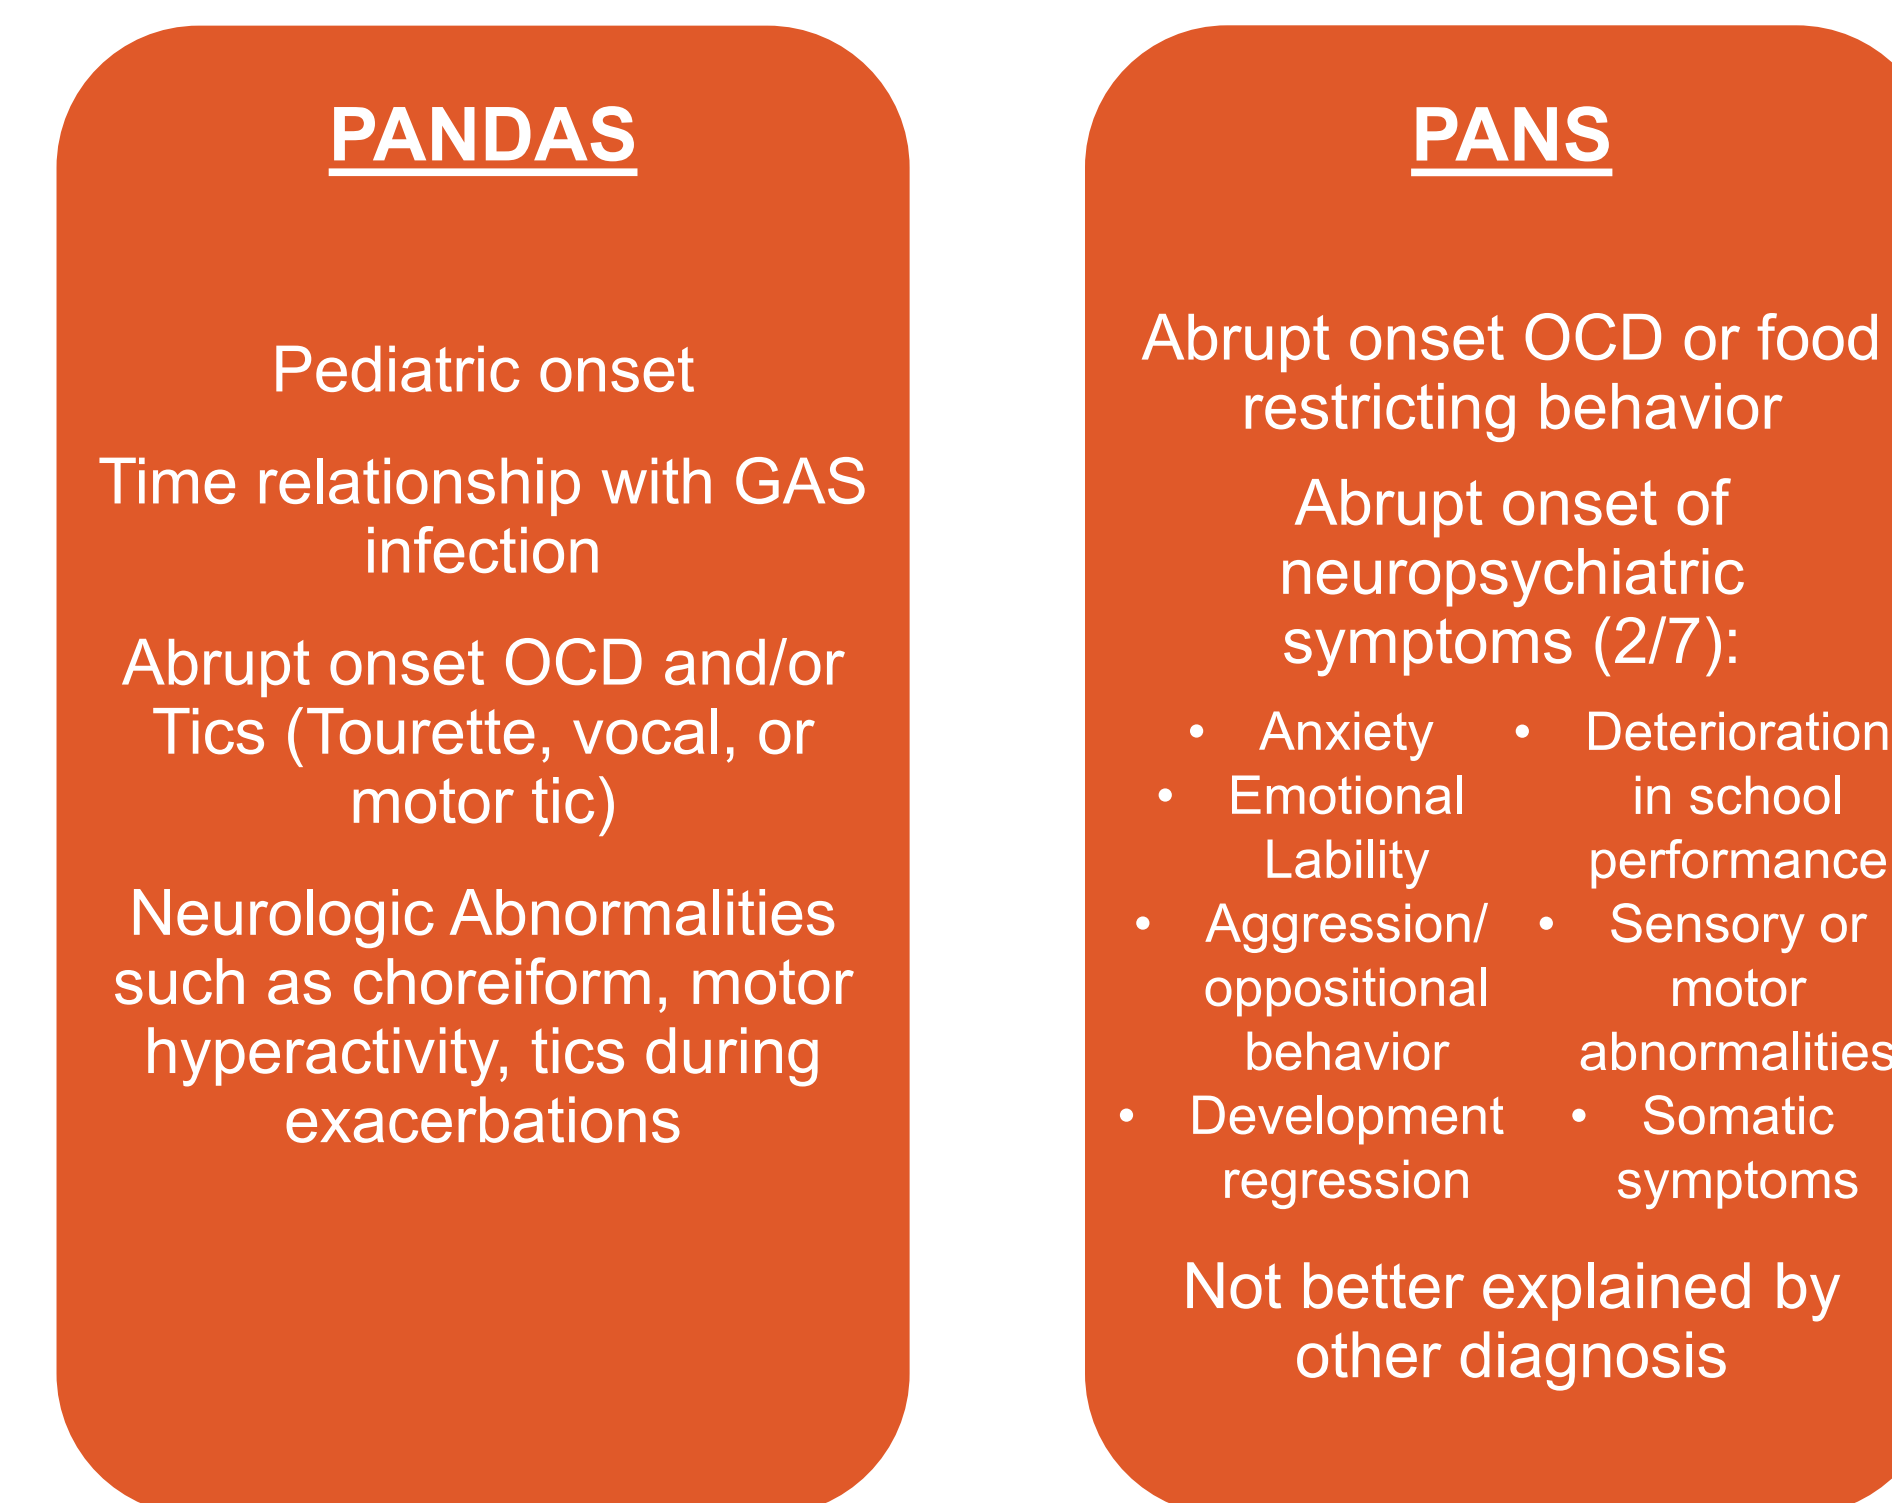 PANDAS
Pediatric onset
Time relationship with GAS
infection
Abrupt onset OCD and/or
Tics (Tourette, vocal, or
motor tic)
Neurologic Abnormalities
such as choreiform, motor
hyperactivity, tics during
exacerbations
PANS
Abrupt onset OCD or food
restricting behavior
Abrupt onset of
neuropsychiatric
symptoms (2/7):
• Anxiety
• Emotional
Lability
• Aggression/
oppositional
behavior
• Development
regression
• Deterioration
in school
performance
• Sensory or
motor
abnormalities
• Somatic
symptoms
Not better explained by
other diagnosis